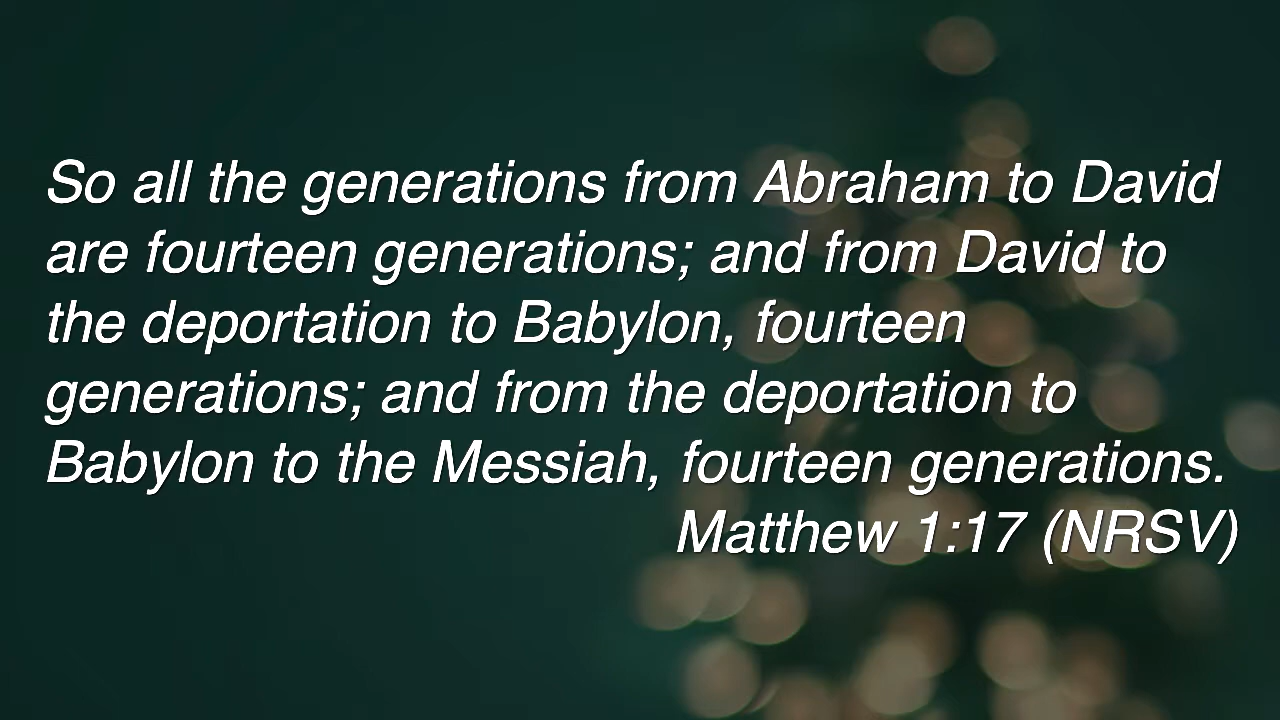 So all the generations from Abraham to David
are fourteen generations; and from David to
the deportation to Babylon, fourteen
generations; and from the deportation to
Babylon to the Messiah, fourteen generations.
Matthew 1:17 (NRSV)